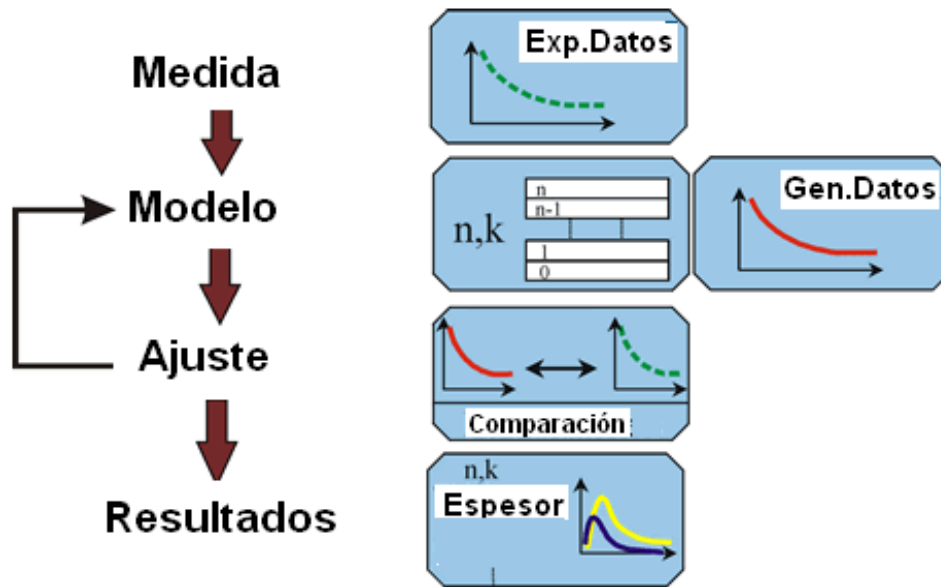 Medida
Exp.Datos
Modelo
n,k
n
n-1
1
0
Gen.Datos
Ajuste
Comparación
Resultados
n,k
Espesor